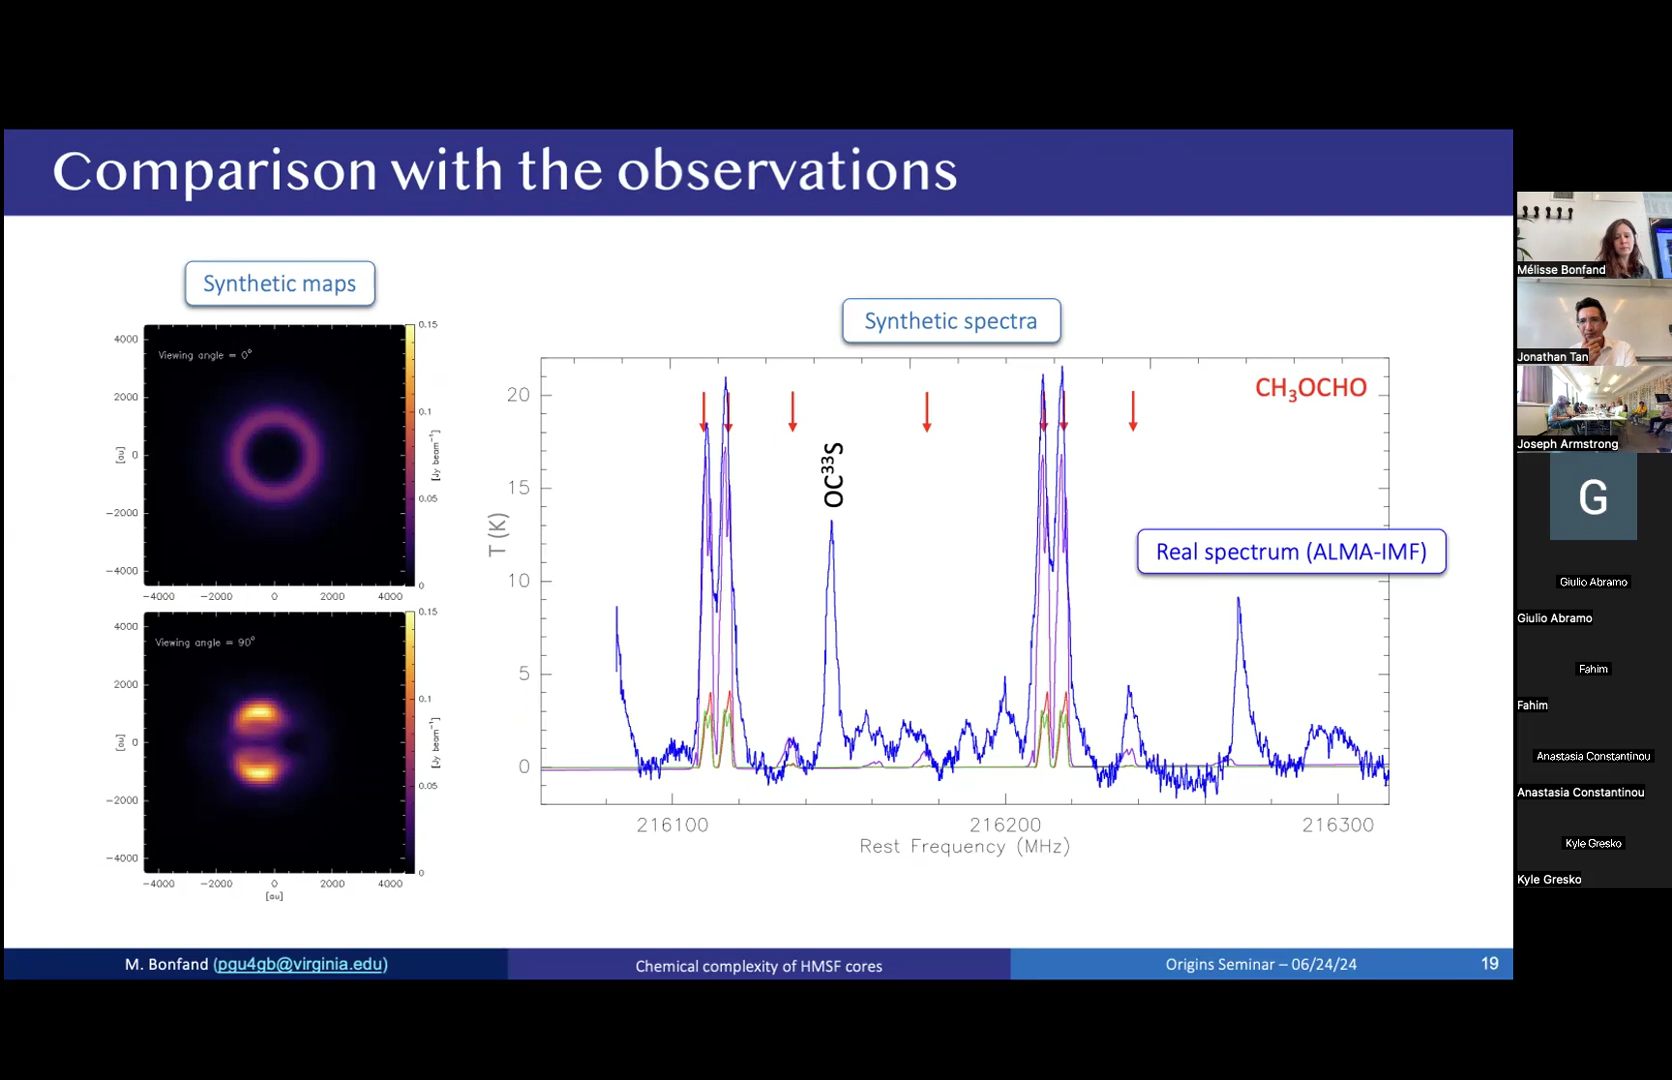 Comparison with the observations
Synthetic maps
Viewing angle = 0°
4000
2000
0
−2000
−4000
[au]
−4000 −2000 0 2000 4000
0.15
0.1
0.05
0
[Jy beam⁻¹]
Viewing angle = 90°
4000
2000
0
−2000
−4000
[au]
−4000 −2000 0 2000 4000
[au]
0.15
0.1
0.05
0
[Jy beam⁻¹]
Synthetic spectra
CH₃OCHO
OC³³S
Real spectrum (ALMA-IMF)
20
15
10
5
0
T (K)
216100 216200 216300
Rest Frequency (MHz)
M. Bonfand (pgu4gb@virginia.edu)
Chemical complexity of HMSF cores
Origins Seminar – 06/24/24
19
Mélisse Bonfand
Jonathan Tan
Joseph Armstrong
G
Giulio Abramo
Giulio Abramo
Fahim
Fahim
Anastasia Constantinou
Anastasia Constantinou
Kyle Gresko
Kyle Gresko